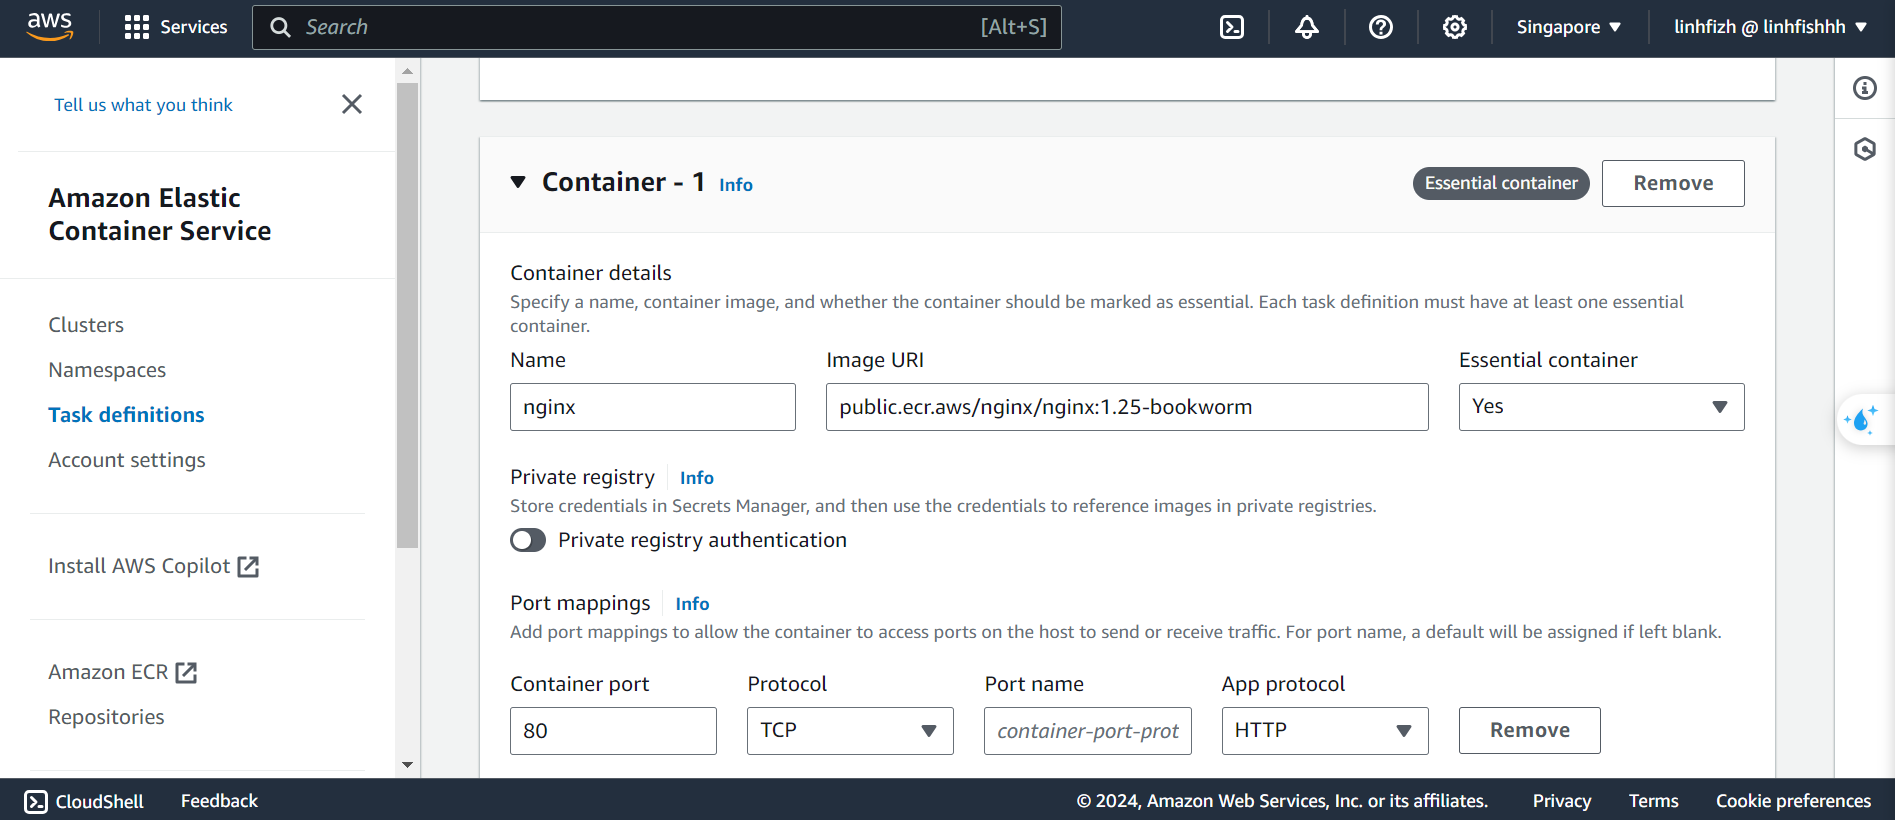 aws
Services
Search
[Alt+S]
Singapore
linhfizh @ linhfishhh
Tell us what you think
Amazon Elastic
Container Service
Clusters
Namespaces
Task definitions
Account settings
Install AWS Copilot
Amazon ECR
Repositories
Container - 1 Info
Essential container
Remove
Container details
Specify a name, container image, and whether the container should be marked as essential. Each task definition must have at least one essential
container.
Name
Image URI
Essential container
nginx
public.ecr.aws/nginx/nginx:1.25-bookworm
Yes
Private registry
Info
Store credentials in Secrets Manager, and then use the credentials to reference images in private registries.
Private registry authentication
Port mappings
Info
Add port mappings to allow the container to access ports on the host to send or receive traffic. For port name, a default will be assigned if left blank.
Container port
Protocol
Port name
App protocol
80
TCP
container-port-prot
HTTP
Remove
CloudShell
Feedback
© 2024, Amazon Web Services, Inc. or its affiliates.
Privacy
Terms
Cookie preferences